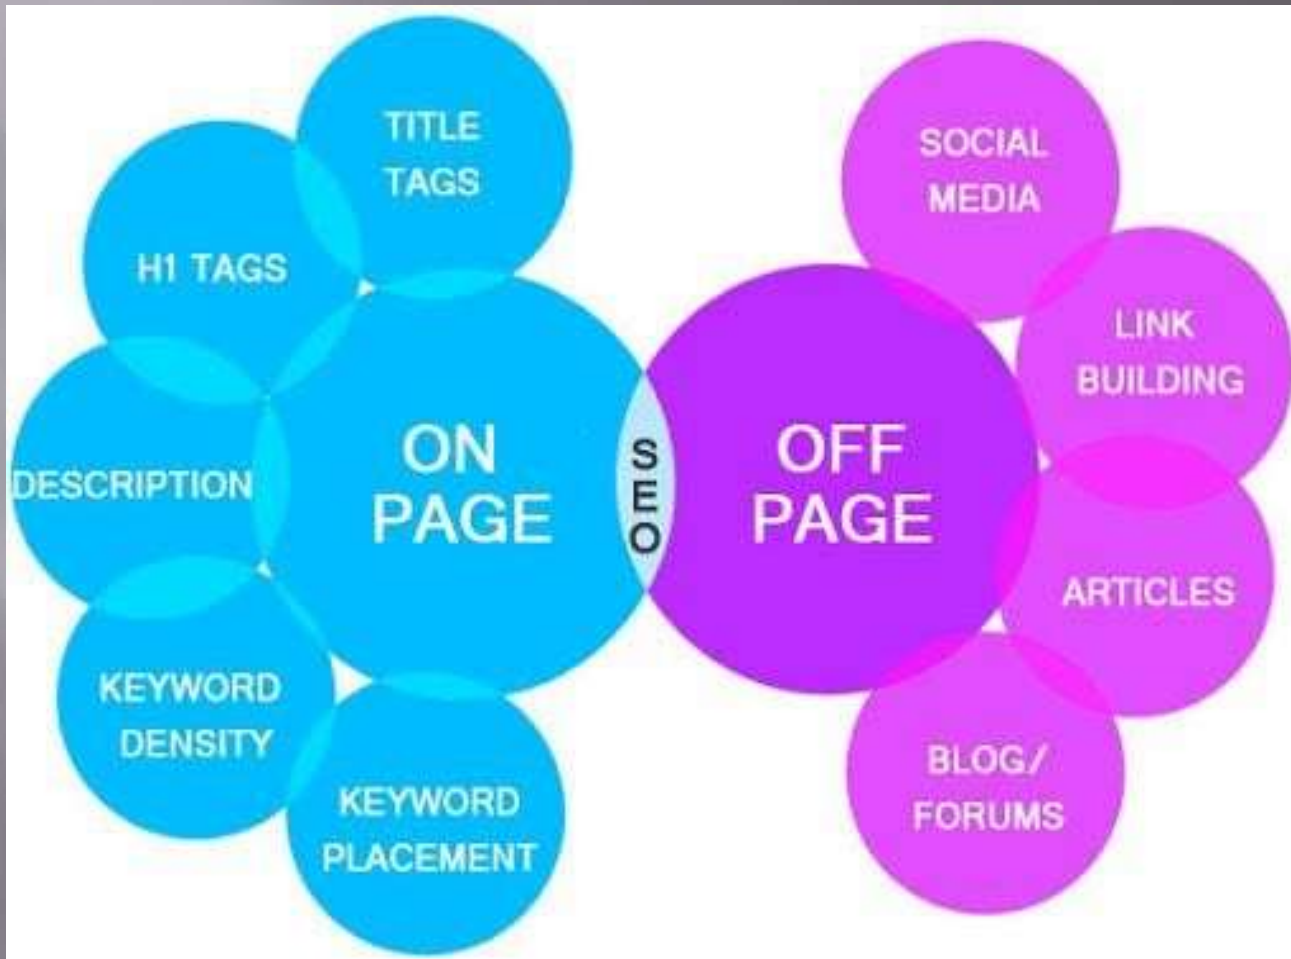 TITLE
TAGS
H1 TAGS
DESCRIPTION
KEYWORD
DENSITY
KEYWORD
PLACEMENT
ON
PAGE
SEO
OFF
PAGE
SOCIAL
MEDIA
LINK
BUILDING
ARTICLES
BLOG/
FORUMS